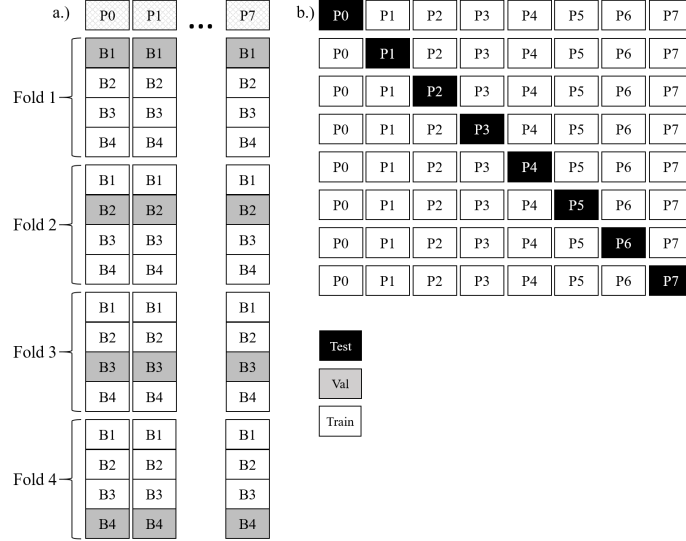 a.)
P0 P1 ... P7
Fold 1
B1 B1 B1
B2 B2 B2
B3 B3 B3
B4 B4 B4
Fold 2
B1 B1 B1
B2 B2 B2
B3 B3 B3
B4 B4 B4
Fold 3
B1 B1 B1
B2 B2 B2
B3 B3 B3
B4 B4 B4
Fold 4
B1 B1 B1
B2 B2 B2
B3 B3 B3
B4 B4 B4
b.)
P0 P1 P2 P3 P4 P5 P6 P7
P0 P1 P2 P3 P4 P5 P6 P7
P0 P1 P2 P3 P4 P5 P6 P7
P0 P1 P2 P3 P4 P5 P6 P7
P0 P1 P2 P3 P4 P5 P6 P7
P0 P1 P2 P3 P4 P5 P6 P7
P0 P1 P2 P3 P4 P5 P6 P7
P0 P1 P2 P3 P4 P5 P6 P7
Test
Val
Train